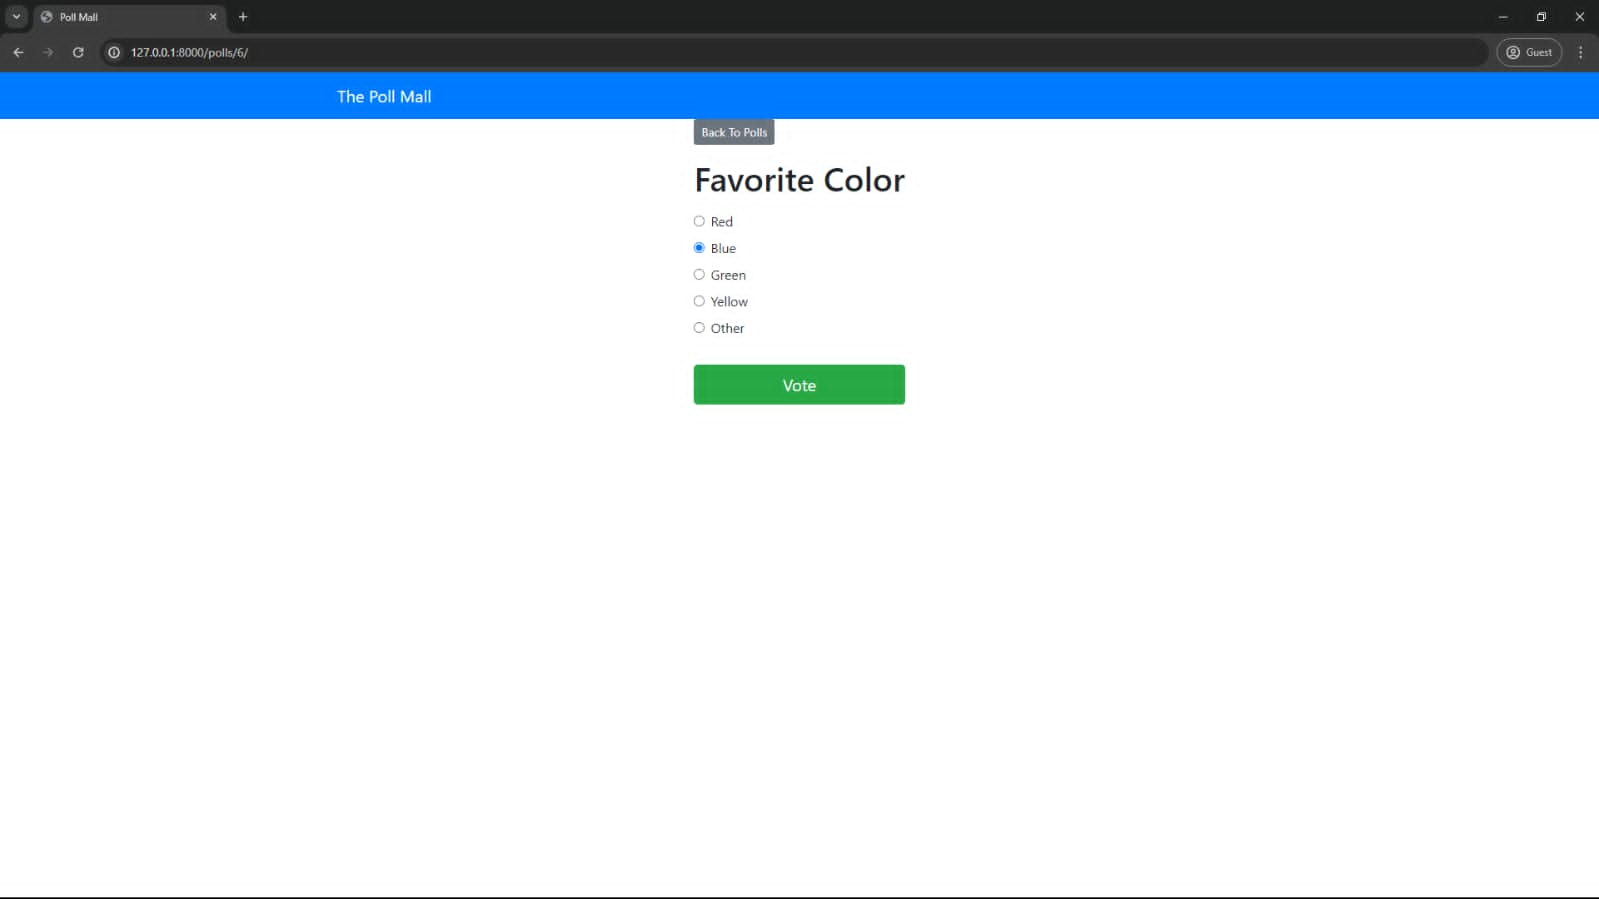 Poll Mall
127.0.0.1:8000/polls/6/
Guest
The Poll Mall
Back To Polls
Favorite Color
Red
Blue
Green
Yellow
Other
Vote